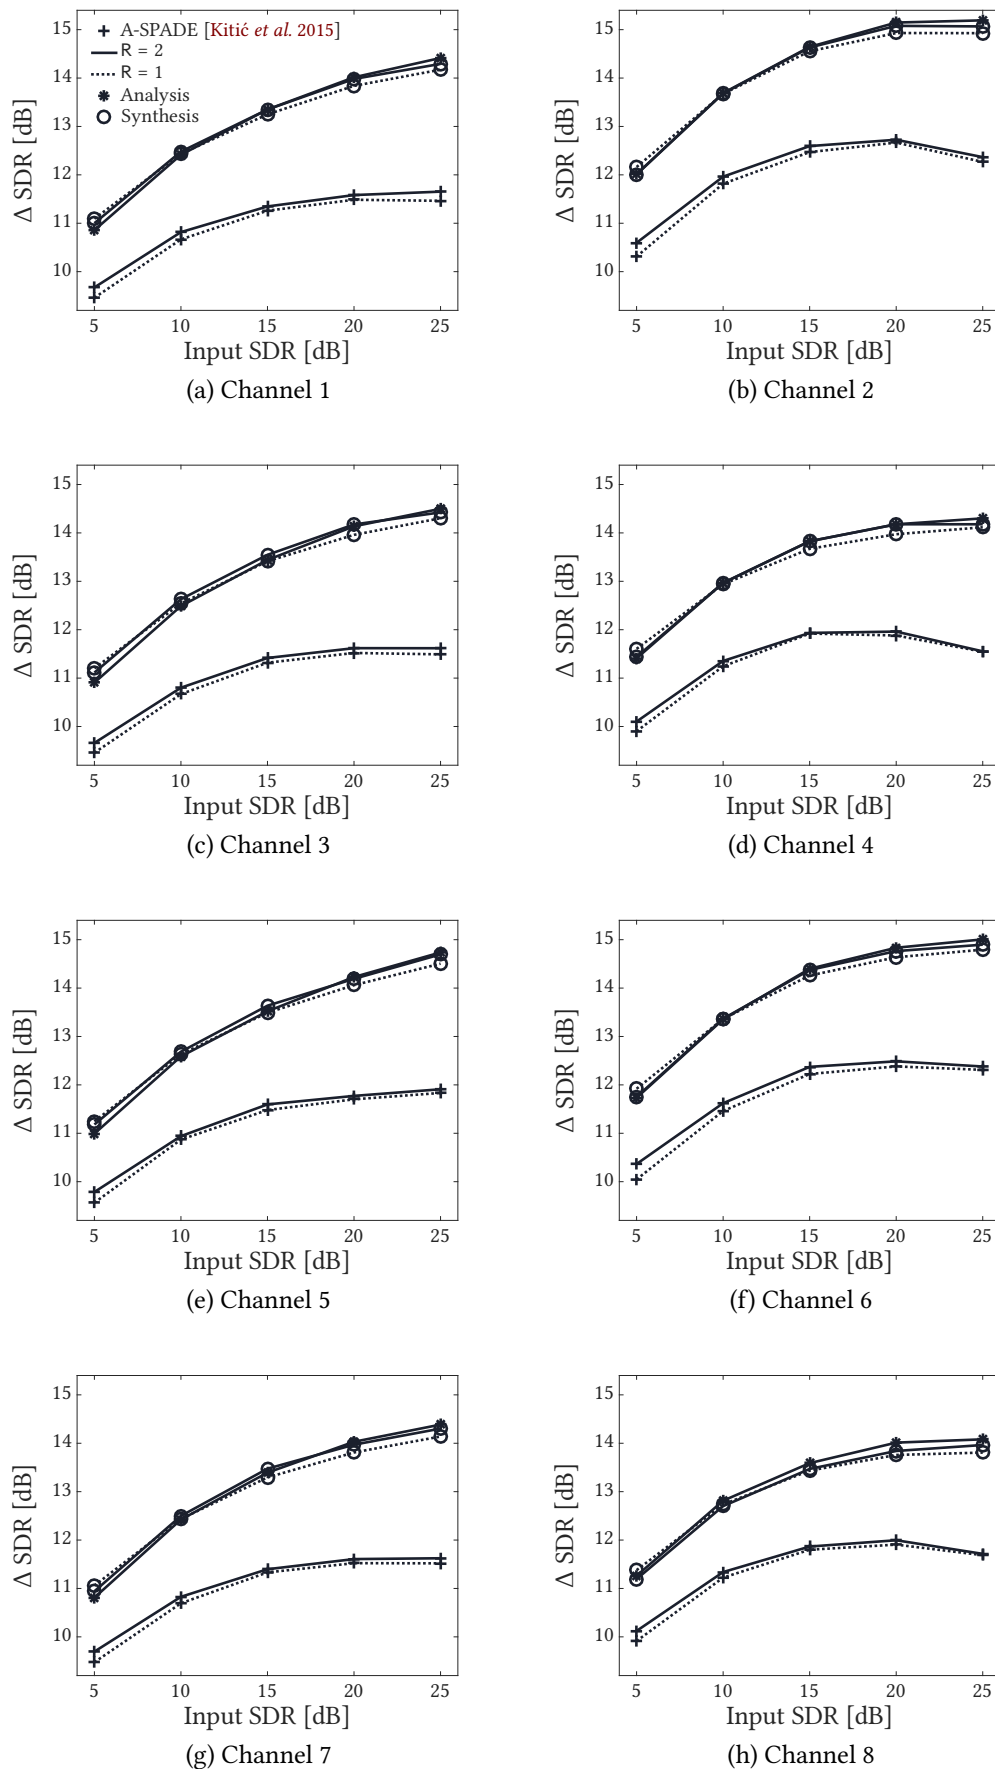 A-SPADE [Kitić et al. 2015]
R = 2
R = 1
Analysis
Synthesis
Δ SDR [dB]
15
14
13
12
11
10
5 10 15 20 25
Input SDR [dB]
(a) Channel 1
Δ SDR [dB]
15
14
13
12
11
10
5 10 15 20 25
Input SDR [dB]
(b) Channel 2
Δ SDR [dB]
15
14
13
12
11
10
5 10 15 20 25
Input SDR [dB]
(c) Channel 3
Δ SDR [dB]
15
14
13
12
11
10
5 10 15 20 25
Input SDR [dB]
(d) Channel 4
Δ SDR [dB]
15
14
13
12
11
10
5 10 15 20 25
Input SDR [dB]
(e) Channel 5
Δ SDR [dB]
15
14
13
12
11
10
5 10 15 20 25
Input SDR [dB]
(f) Channel 6
Δ SDR [dB]
15
14
13
12
11
10
5 10 15 20 25
Input SDR [dB]
(g) Channel 7
Δ SDR [dB]
15
14
13
12
11
10
5 10 15 20 25
Input SDR [dB]
(h) Channel 8